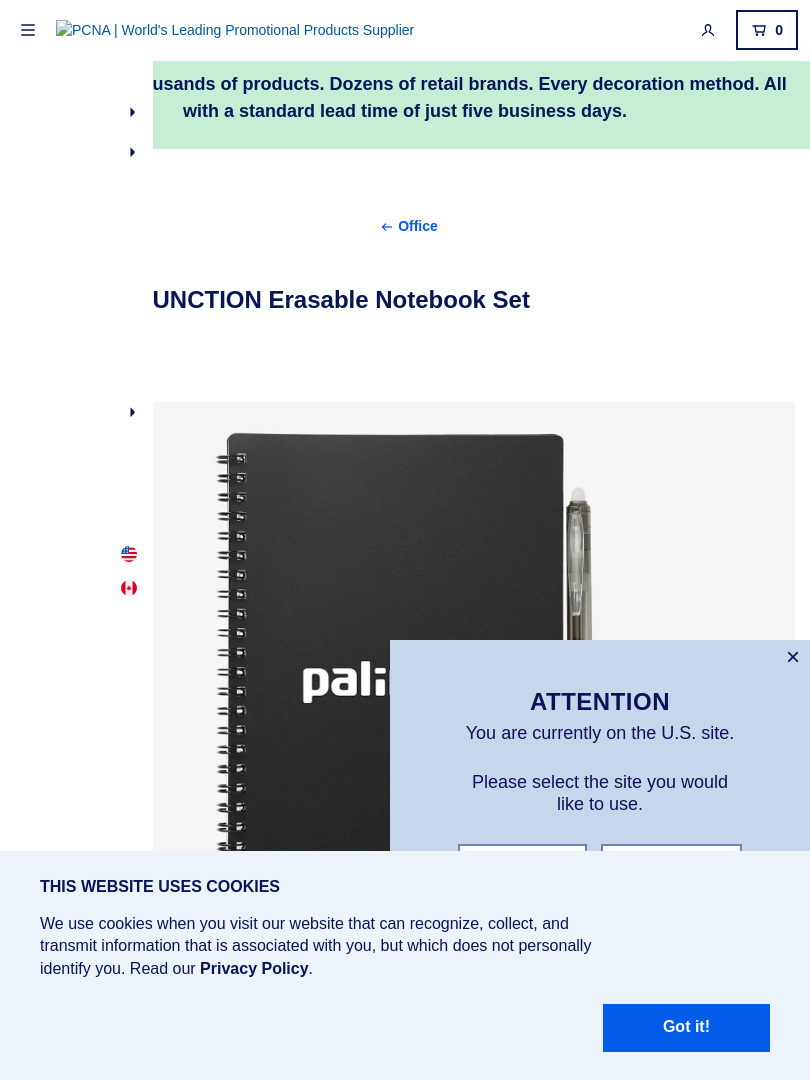 PCNA | World's Leading Promotional Products Supplier
0
usands of products. Dozens of retail brands. Every decoration method. All
with a standard lead time of just five business days.
Office
UNCTION Erasable Notebook Set
ATTENTION
You are currently on the U.S. site.
Please select the site you would
like to use.
THIS WEBSITE USES COOKIES
We use cookies when you visit our website that can recognize, collect, and
transmit information that is associated with you, but which does not personally
identify you. Read our Privacy Policy.
Got it!